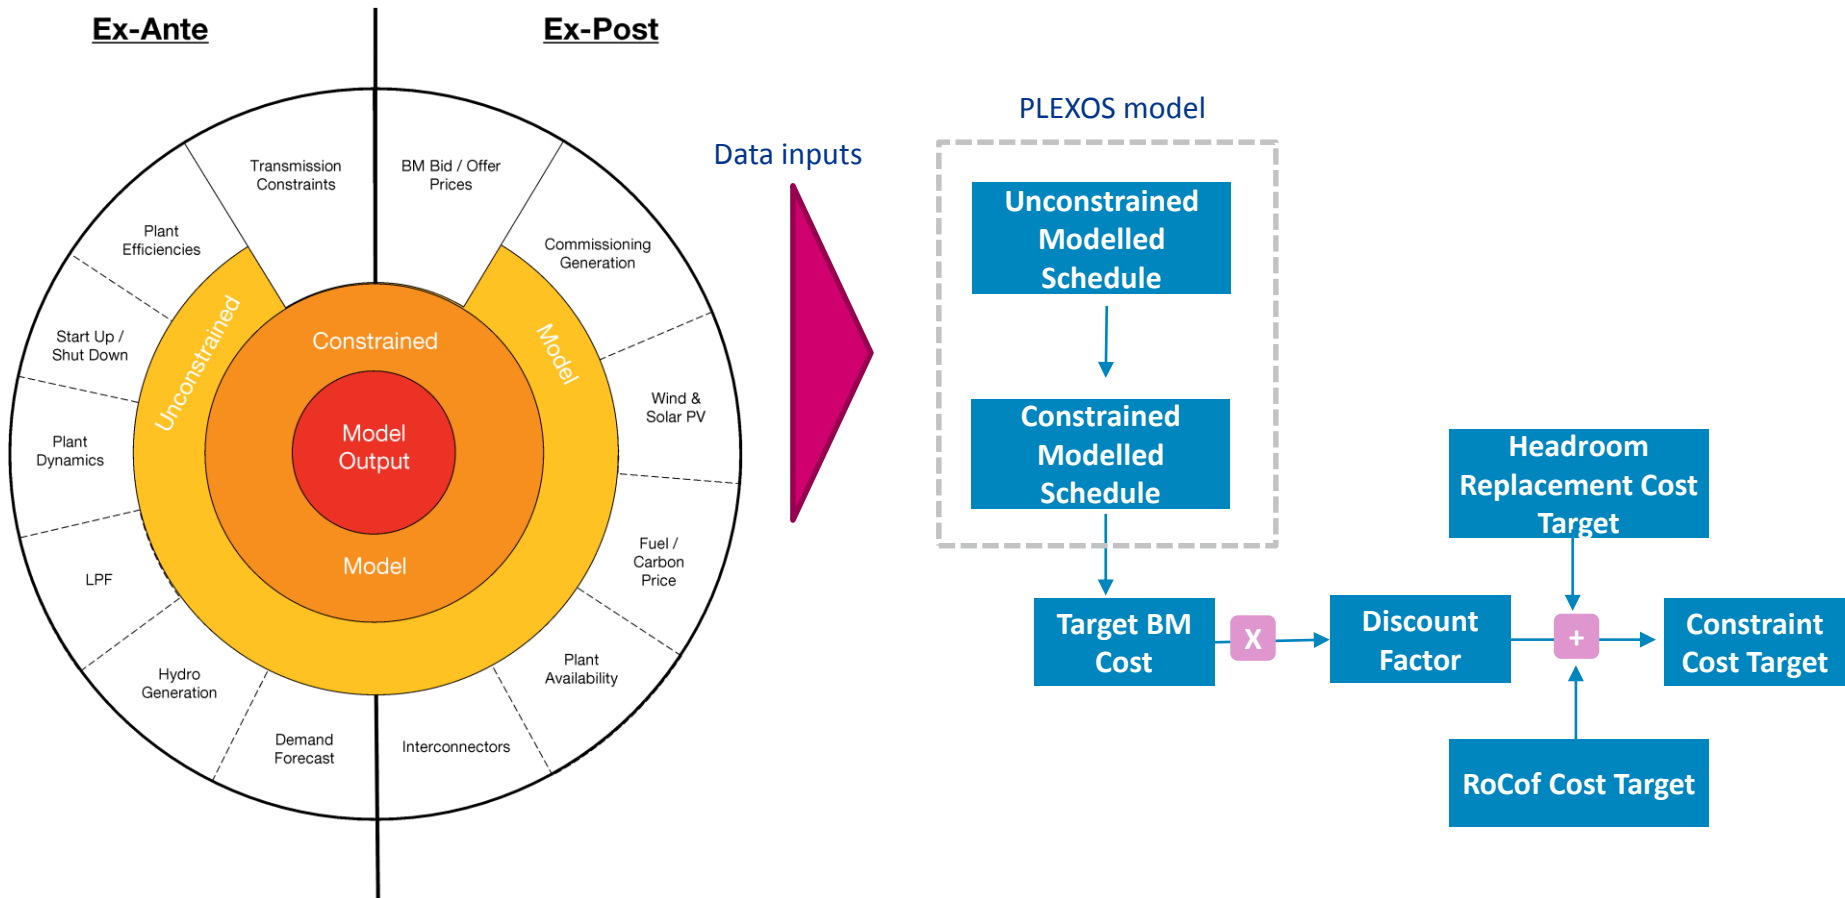 Ex-Ante
Ex-Post
Transmission
Constraints
BM Bid / Offer
Prices
Plant
Efficiencies
Commissioning
Generation
Start Up /
Shut Down
Wind &
Solar PV
Plant
Dynamics
Fuel /
Carbon
Price
LPF
Plant
Availability
Hydro
Generation
Demand
Forecast
Interconnectors
Unconstrained
Model
Constrained
Model
Model
Output
Data inputs
PLEXOS model
Unconstrained
Modelled
Schedule
Constrained
Modelled
Schedule
Target BM
Cost
X
Discount
Factor
Headroom
Replacement Cost
Target
+
RoCof Cost Target
Constraint
Cost Target